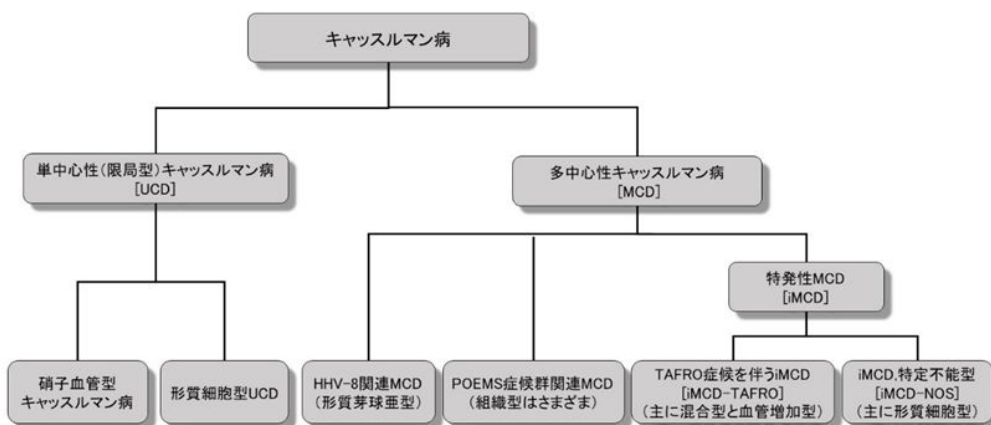 キャッスルマン病
単中心性(限局型)キャッスルマン病
[UCD]
多中心性キャッスルマン病
[MCD]
特発性MCD
[iMCD]
硝子血管型
キャッスルマン病
形質細胞型UCD
HHV-8関連MCD
(形質芽球亜型)
POEMS症候群関連MCD
(組織型はさまざま)
TAFRO症候を伴うiMCD
[iMCD-TAFRO]
(主に混合型と血管増加型)
iMCD,特定不能型
[iMCD-NOS]
(主に形質細胞型)